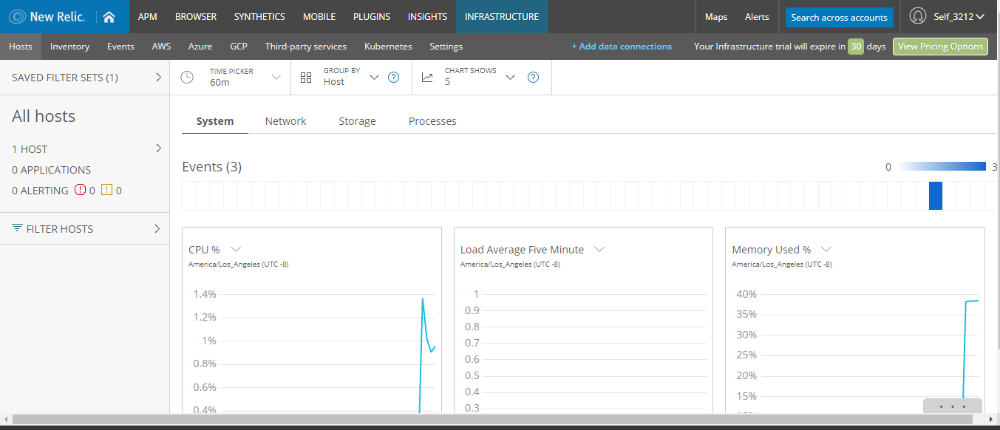 New Relic.
APM BROWSER SYNTHETICS MOBILE PLUGINS INSIGHTS INFRASTRUCTURE Maps Alerts Search across accounts Self_3212
Hosts Inventory Events AWS Azure GCP Third-party services Kubernetes Settings + Add data connections Your Infrastructure trial will expire in 30 days View Pricing Options
SAVED FILTER SETS (1)
TIME PICKER
60m
GROUP BY
Host
?
CHART SHOWS
5
?
All hosts
1 HOST
0 APPLICATIONS
0 ALERTING ! 0 ! 0
FILTER HOSTS
System Network Storage Processes
Events (3)
0 3
CPU %
America/Los_Angeles (UTC -8)
1.4%
1.2%
1%
0.8%
0.6%
0.4%
Load Average Five Minute
America/Los_Angeles (UTC -8)
1
0.9
0.8
0.7
0.6
0.5
0.4
0.3
Memory Used %
America/Los_Angeles (UTC -8)
40%
35%
30%
25%
20%
15%